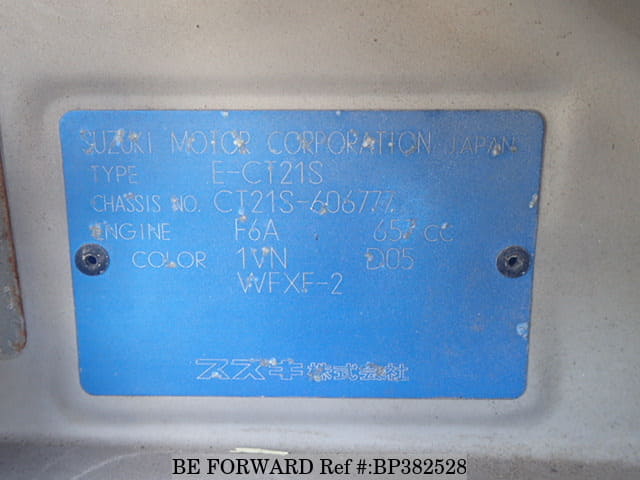 SUZUKI MOTOR CORPORATION JAPAN
TYPE E-CT21S
CHASSIS NO. CT21S-606777
ENGINE F6A 657 CC
COLOR 1VN D05
WFXF-2
スズキ株式会社
BE FORWARD Ref #:BP382528